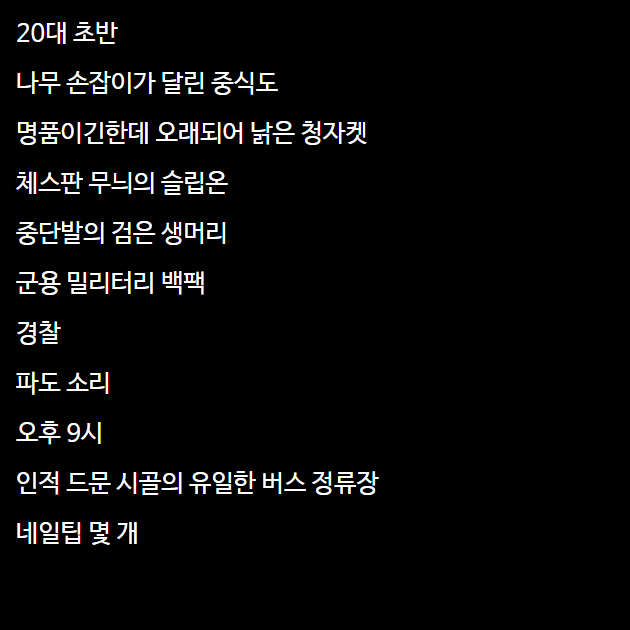 20대 초반
나무 손잡이가 달린 중식도
명품이긴한데 오래되어 낡은 청자켓
체스판 무늬의 슬립온
중단발의 검은 생머리
군용 밀리터리 백팩
경찰
파도 소리
오후 9시
인적 드문 시골의 유일한 버스 정류장
네일팁 몇 개